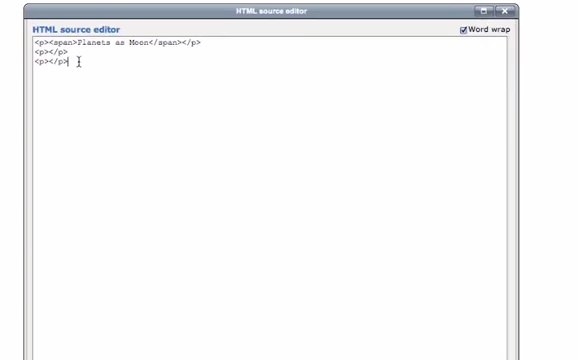 HTML source editor
HTML source editor
Word wrap
<p><span>Planets as Moon</span></p>
<p></p>
<p></p>